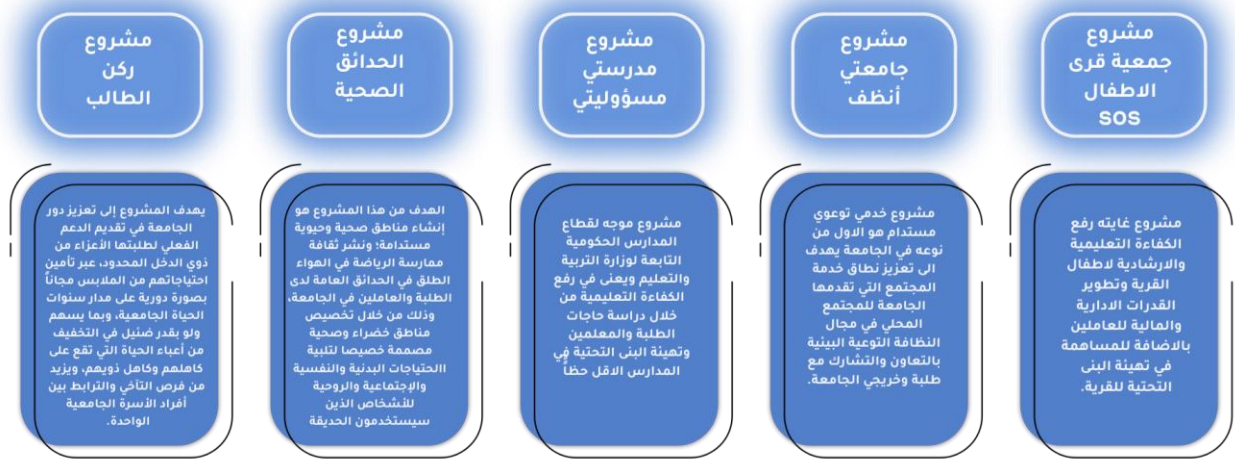 مشروع
جمعية قرى
الاطفال
SOS
مشروع غايته رفع
الكفاءة التعليمية
والارشادية لاطفال
القرية وتطوير
القدرات الادارية
والمالية للعاملين
بالاضافة للمساهمة
في تهيئة البنى
التحتية للقرية.
مشروع
جامعتي
أنظف
مشروع خدمي توعوي
مستدام هو الاول من
نوعه في الجامعة يهدف
الى تعزيز نطاق خدمة
المجتمع التي تقدمها
الجامعة للمجتمع
المحلي في مجال
النظافة التوعية البيئية
بالتعاون والتشارك مع
طلبة وخريجي الجامعة.
مشروع
مدرستي
مسؤوليتي
مشروع موجه لقطاع
المدارس الحكومية
التابعة لوزارة التربية
والتعليم ويعنى في رفع
الكفاءة التعليمية من
خلال دراسة حاجات
الطلبة والمعلمين
وتهيئة البنى التحتية في
المدارس الاقل حظاً
مشروع
الحدائق
الصحية
الهدف من هذا المشروع هو
إنشاء مناطق صحية وحيوية
مستدامة؛ ونشر ثقافة
ممارسة الرياضة في الهواء
الطلق في الحدائق العامة لدى
الطلبة والعاملين في الجامعة،
وذلك من خلال تخصيص
مناطق خضراء وصحية
مصممة خصيصا لتلبية
االحتياجات البدنية والنفسية
والإجتماعية والروحية
للأشخاص الذين
سيستخدمون الحديقة
مشروع
ركن
الطالب
يهدف المشروع إلى تعزيز دور
الجامعة في تقديم الدعم
الفعلي لطلبتها الأعزاء من
ذوي الدخل المحدود، عبر تأمين
احتياجاتهم من الملابس مجاناً
بصورة دورية على مدار سنوات
الحياة الجامعية، وبما يسهم
ولو بقدر ضئيل في التخفيف
من أعباء الحياة التي تقع على
كاهلهم وكاهل ذويهم، ويزيد
من فرص التآخي والترابط بين
أفراد الأسرة الجامعية
الواحدة.